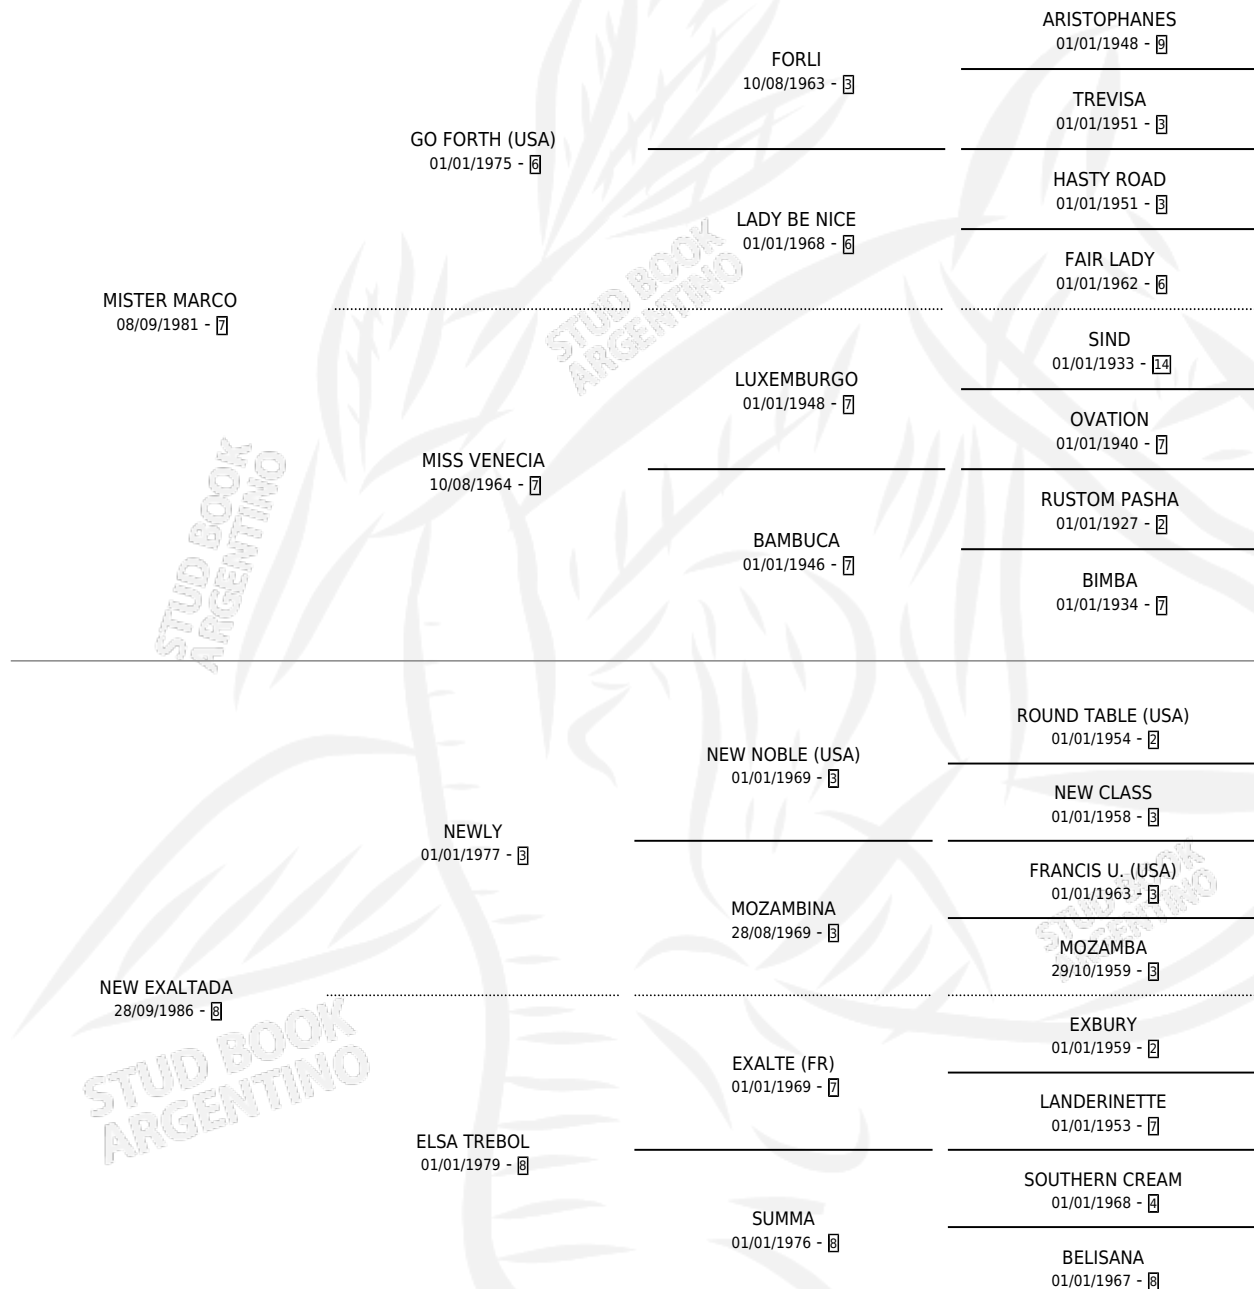 MISTER MARCO
08/09/1981 - 7
GO FORTH (USA)
01/01/1975 - 6
MISS VENECIA
10/08/1964 - 7
FORLI
10/08/1963 - 3
LADY BE NICE
01/01/1968 - 6
LUXEMBURGO
01/01/1948 - 7
BAMBUCA
01/01/1946 - 7
ARISTOPHANES
01/01/1948 - 9
TREVISA
01/01/1951 - 3
HASTY ROAD
01/01/1951 - 3
FAIR LADY
01/01/1962 - 6
SIND
01/01/1933 - 14
OVATION
01/01/1940 - 7
RUSTOM PASHA
01/01/1927 - 2
BIMBA
01/01/1934 - 7
NEW EXALTADA
28/09/1986 - 8
NEWLY
01/01/1977 - 3
ELSA TREBOL
01/01/1979 - 8
NEW NOBLE (USA)
01/01/1969 - 3
MOZAMBINA
28/08/1969 - 3
EXALTE (FR)
01/01/1969 - 7
SUMMA
01/01/1976 - 8
ROUND TABLE (USA)
01/01/1954 - 2
NEW CLASS
01/01/1958 - 3
FRANCIS U. (USA)
01/01/1963 - 3
MOZAMBA
29/10/1959 - 3
EXBURY
01/01/1959 - 2
LANDERINETTE
01/01/1953 - 7
SOUTHERN CREAM
01/01/1968 - 4
BELISANA
01/01/1967 - 8
STUD BOOK
ARGENTINO
STUD BOOK
ARGENTINO
STUD BOOK
ARGENTINO
STUD BOOK
ARGENTINO